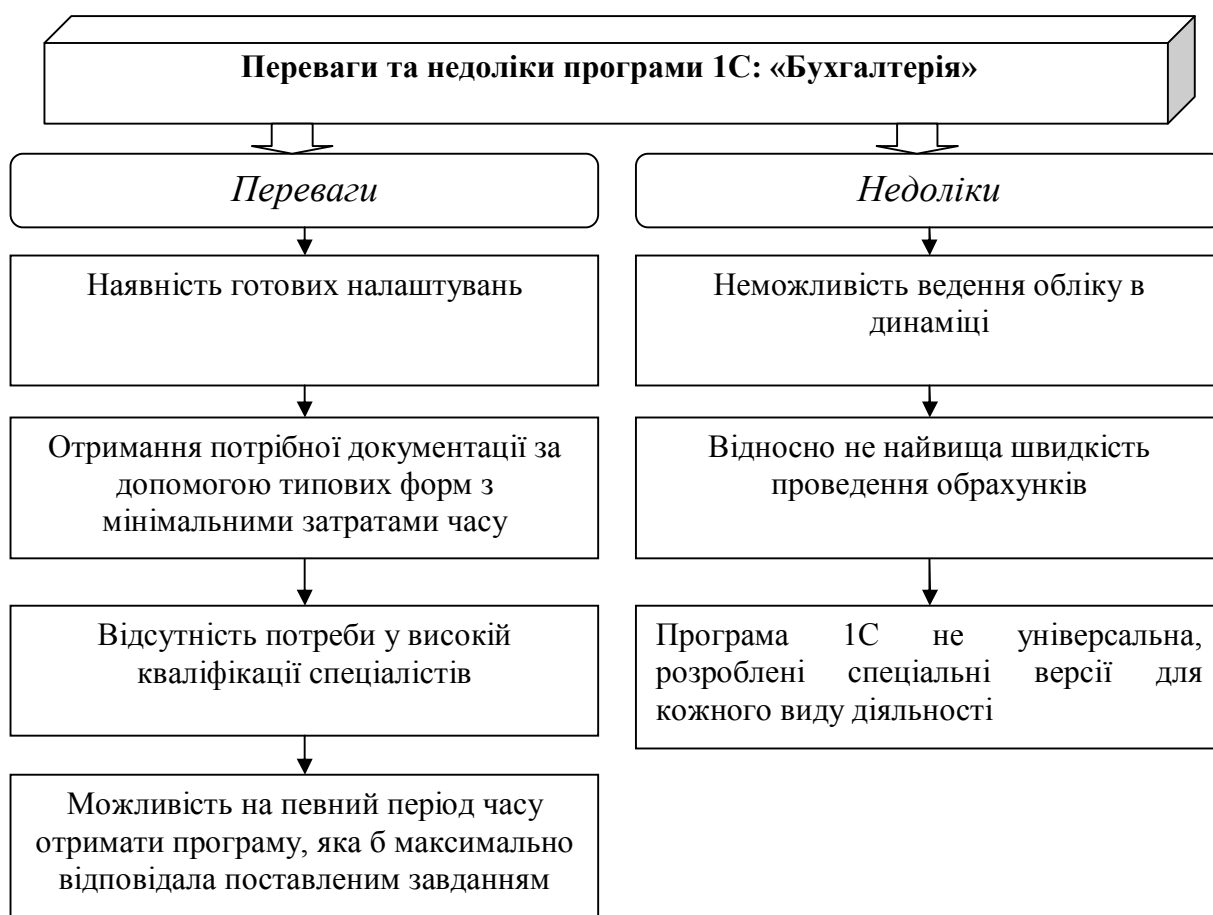 Переваги та недоліки програми 1С: «Бухгалтерія»
Переваги
Наявність готових налаштувань
Отримання потрібної документації за
допомогою типових форм з
мінімальними затратами часу
Відсутність потреби у високій
кваліфікації спеціалістів
Можливість на певний період часу
отримати програму, яка б максимально
відповідала поставленим завданням
Недоліки
Неможливість ведення обліку в
динаміці
Відносно не найвища швидкість
проведення обрахунків
Програма 1С не універсальна,
розроблені спеціальні версії для
кожного виду діяльності